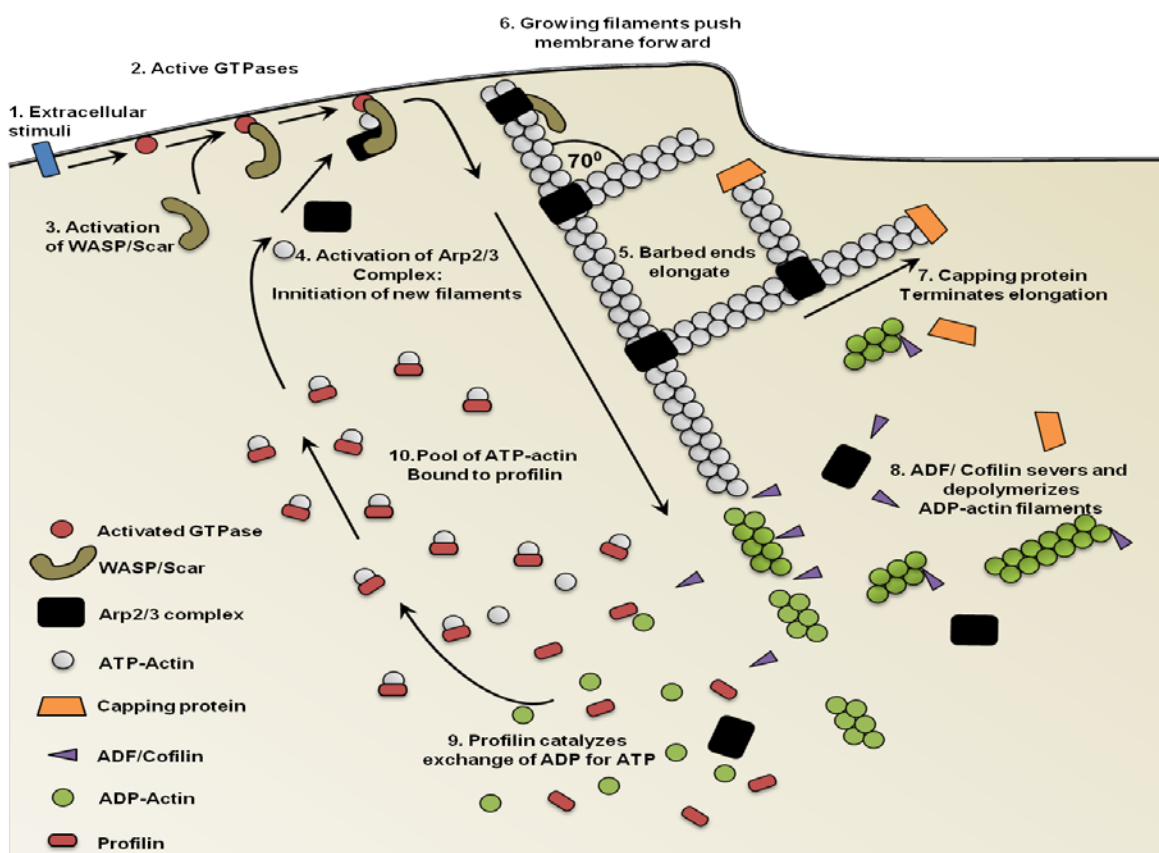 6. Growing filaments push
membrane forward
2. Active GTPases
1. Extracellular
stimuli
70⁰
3. Activation
of WASP/Scar
4. Activation of Arp2/3
Complex:
Innitiation of new filaments
5. Barbed ends
elongate
7. Capping protein
Terminates elongation
10.Pool of ATP-actin
Bound to profilin
8. ADF/ Cofilin severs and
depolymerizes
ADP-actin filaments
9. Profilin catalyzes
exchange of ADP for ATP
Activated GTPase
WASP/Scar
Arp2/3 complex
ATP-Actin
Capping protein
ADF/Cofilin
ADP-Actin
Profilin